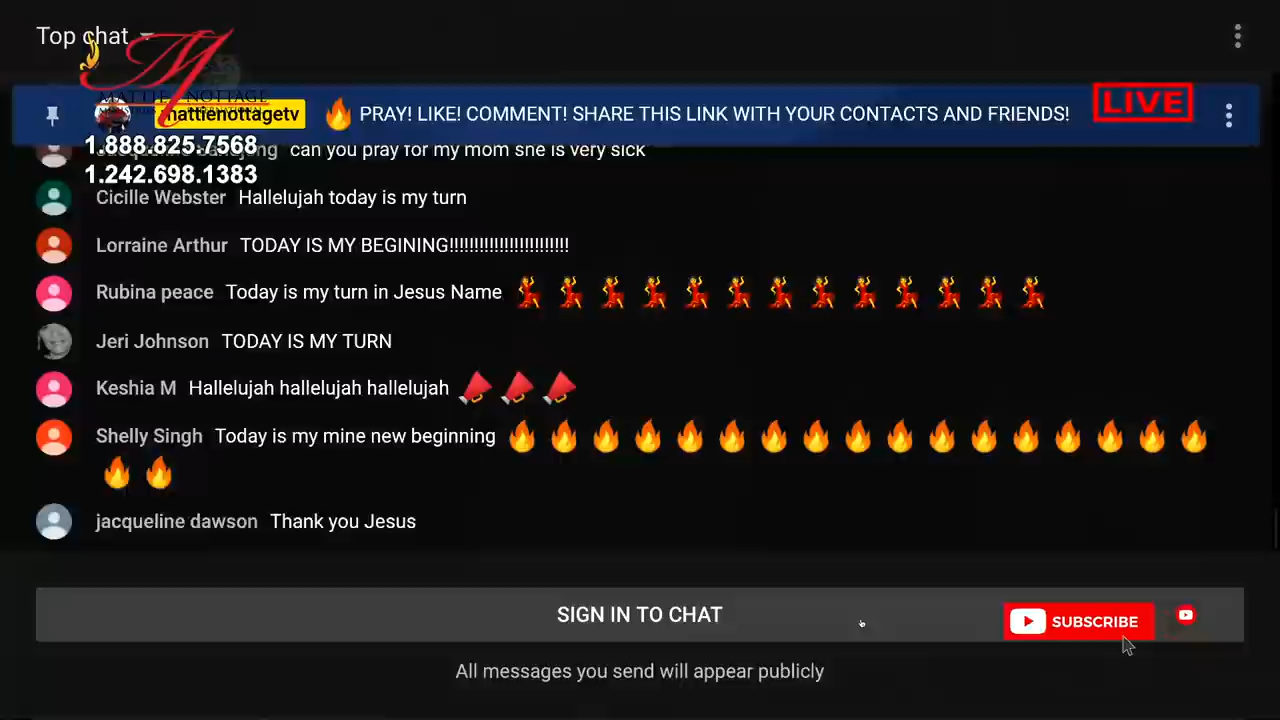 Top chat
MATTIE NOTTAGE
LIVE
mattienottagetv 🔥 PRAY! LIKE! COMMENT! SHARE THIS LINK WITH YOUR CONTACTS AND FRIENDS!
1.888.825.7568
can you pray for my mom she is very sick
1.242.698.1383
Cicille Webster Hallelujah today is my turn
Lorraine Arthur TODAY IS MY BEGINING!!!!!!!!!!!!!!!!!!!!!!!!
Rubina peace Today is my turn in Jesus Name 💃💃💃💃💃💃💃💃💃💃💃💃💃
Jeri Johnson TODAY IS MY TURN
Keshia M Hallelujah hallelujah hallelujah 📣📣📣
Shelly Singh Today is my mine new beginning 🔥🔥🔥🔥🔥🔥🔥🔥🔥🔥🔥🔥🔥🔥🔥🔥🔥
🔥🔥
jacqueline dawson Thank you Jesus
SIGN IN TO CHAT
SUBSCRIBE
All messages you send will appear publicly